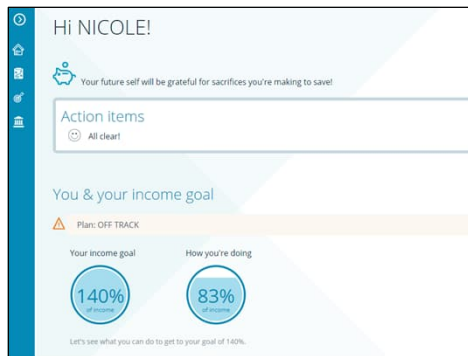 Hi NICOLE!
Your future self will be grateful for sacrifices you're making to save!
Action items
All clear!
You & your income goal
Plan: OFF TRACK
Your income goal
How you're doing
140%
of income
83%
of income
Let's see what you can do to get to your goal of 140%.